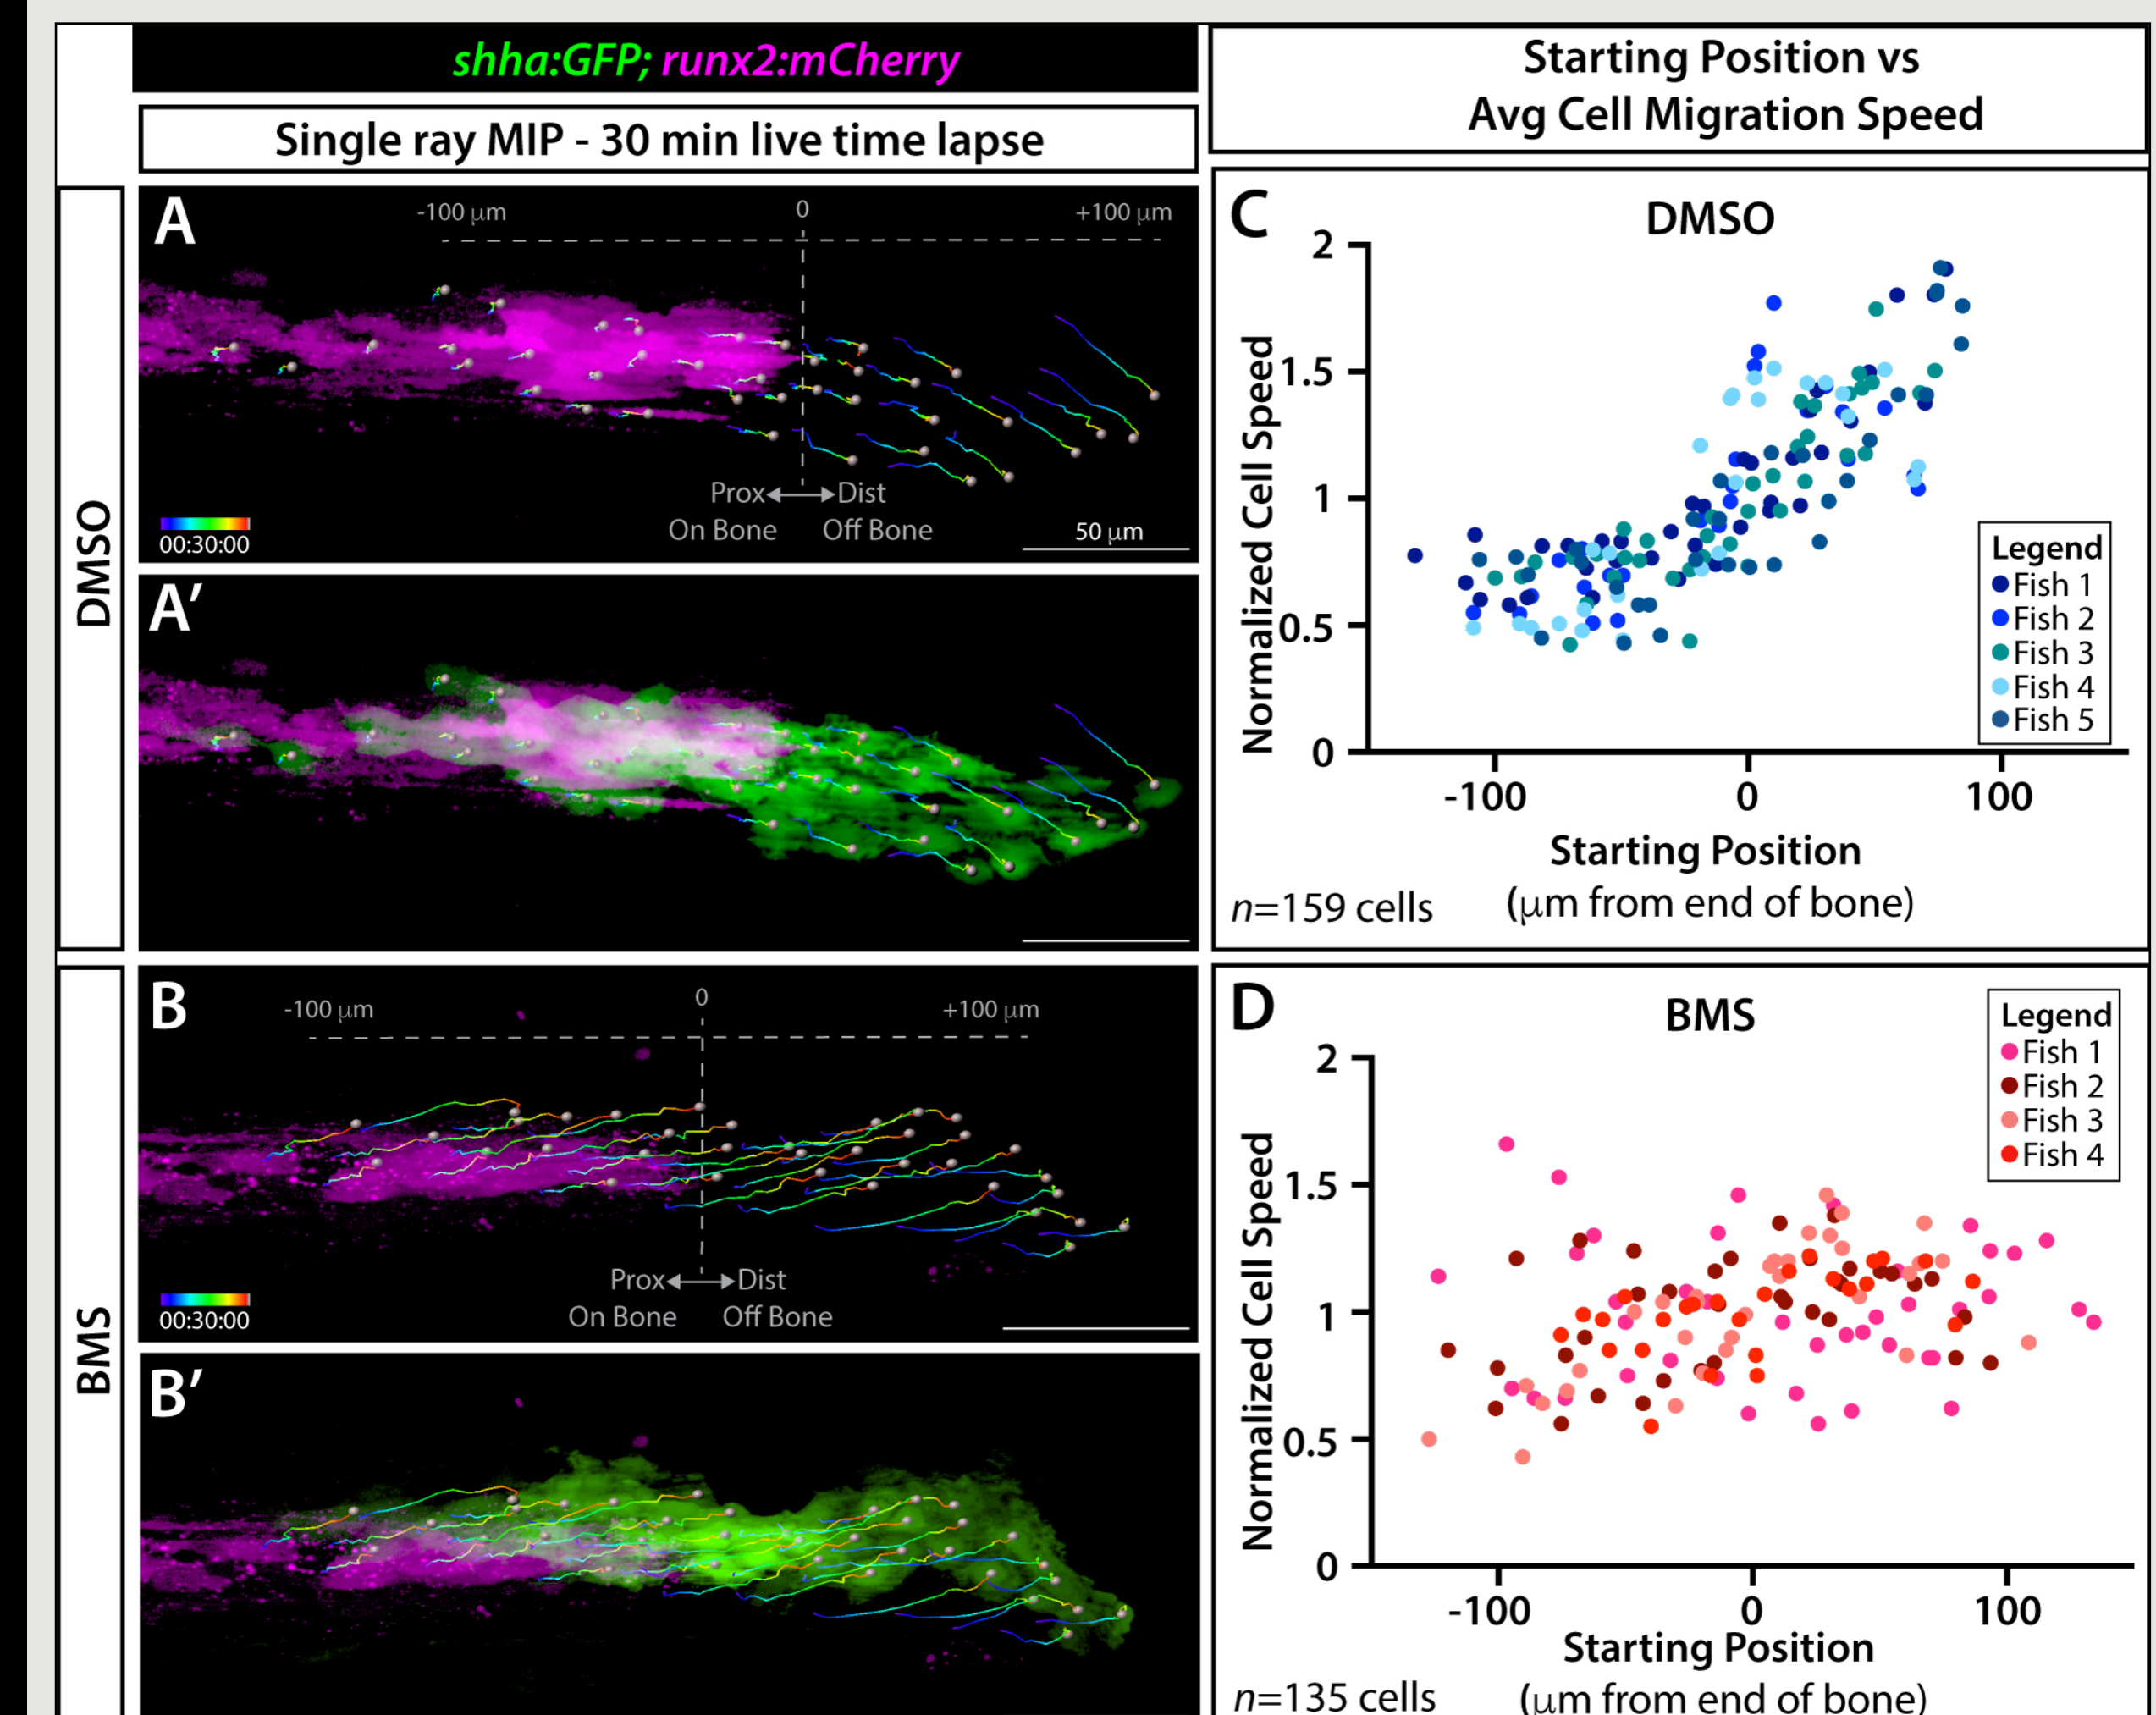 shha:GFP; runx2:mCherry
Single ray MIP - 30 min live time lapse
Starting Position vs
Avg Cell Migration Speed
DMSO
A
-100 µm
0
+100 µm
Prox
Dist
On Bone
Off Bone
00:30:00
50 µm
A′
C
DMSO
Normalized Cell Speed
2
1.5
1
0.5
0
-100
0
100
Legend
Fish 1
Fish 2
Fish 3
Fish 4
Fish 5
Starting Position
(µm from end of bone)
n=159 cells
BMS
B
-100 µm
0
+100 µm
Prox
Dist
On Bone
Off Bone
00:30:00
B′
D
BMS
Normalized Cell Speed
2
1.5
1
0.5
0
-100
0
100
Legend
Fish 1
Fish 2
Fish 3
Fish 4
Starting Position
(µm from end of bone)
n=135 cells